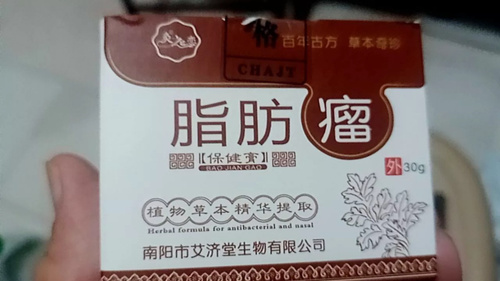 格
百年古方 草本奇珍
CHAJT
脂肪瘤
【保健膏】
BAO JIAN GAO
外 30g
植物草本精华提取
Herbal formula for antibacterial and nasal
南阳市艾济堂生物有限公司